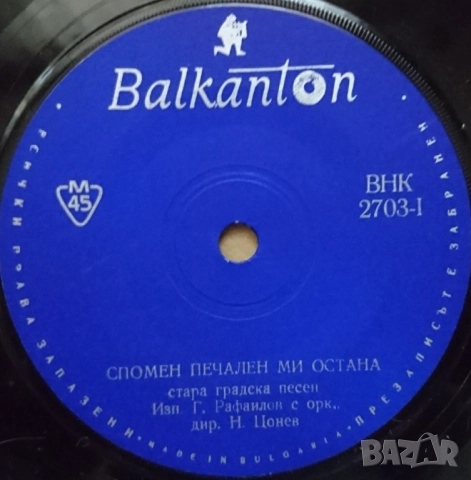 Balkanton
М
45
ВНК
2703-I
СПОМЕН ПЕЧАЛЕН МИ ОСТАНА
стара градска песен
Изп. Г. Рафаилов с орк.,
дир. Н. Цонев
• ВСИЧКИ ПРАВА ЗАПАЗЕНИ • MADE IN BULGARIA • ПРЕЗАПИСЪТ Е ЗАБРАНЕН •
BAZAR